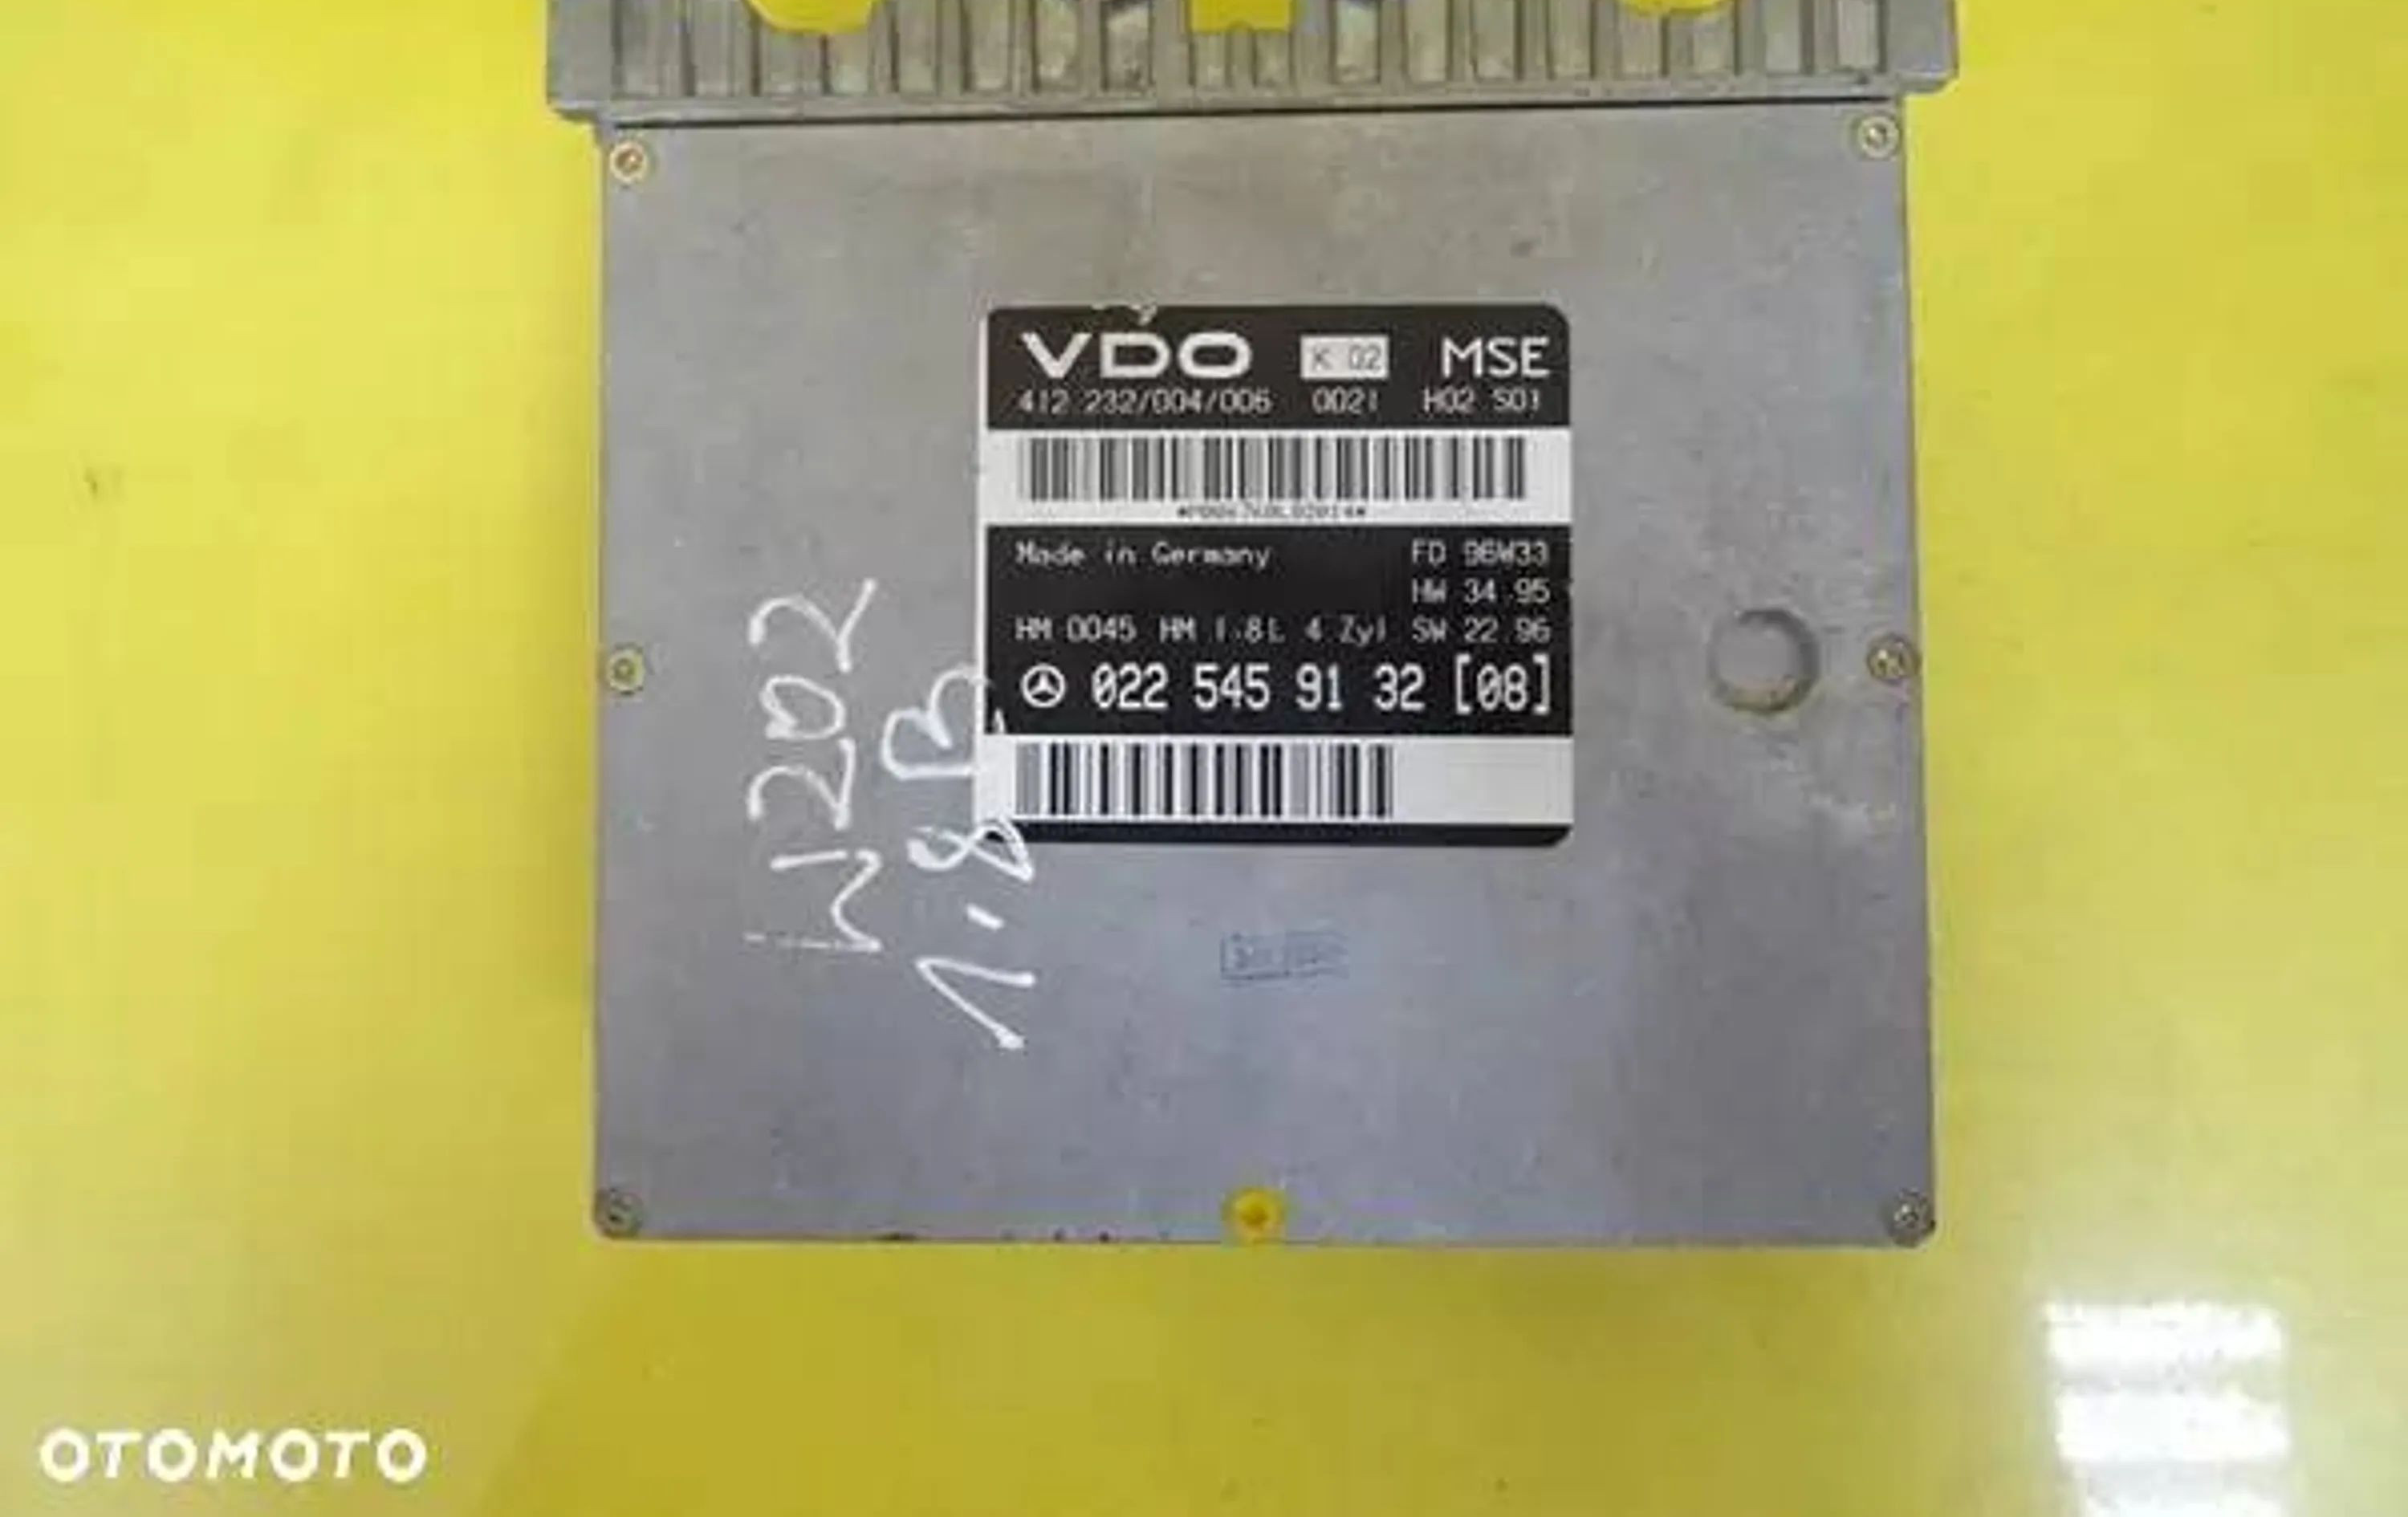 VDO K 02 MSE
412 232/004/006 0021 H02 S01
Made in Germany FD 96W33
HW 34 95
HM 0045 HM 1.8L 4 Zyl SW 22 96
022 545 91 32 [08]
W202
1.8B
OTOMOTO